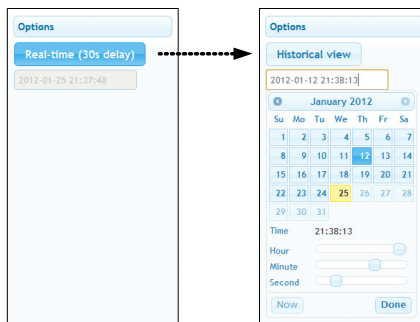 Options
Real-time (30s delay)
2012-01-25 21:37:48
Options
Historical view
2012-01-12 21:38:13
January 2012
Su Mo Tu We Th Fr Sa
1 2 3 4 5 6 7
8 9 10 11 12 13 14
15 16 17 18 19 20 21
22 23 24 25 26 27 28
29 30 31
Time 21:38:13
Hour
Minute
Second
Now Done